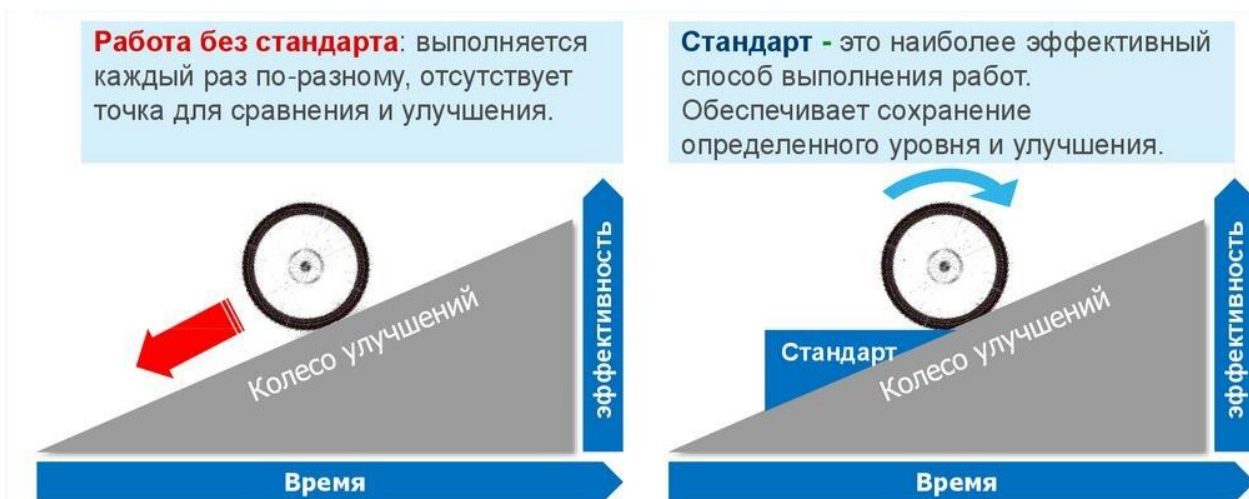 Работа без стандарта: выполняется
каждый раз по-разному, отсутствует
точка для сравнения и улучшения.
эффективность
Колесо улучшений
Время
Стандарт - это наиболее эффективный
способ выполнения работ.
Обеспечивает сохранение
определенного уровня и улучшения.
эффективность
Стандарт
Колесо улучшений
Время